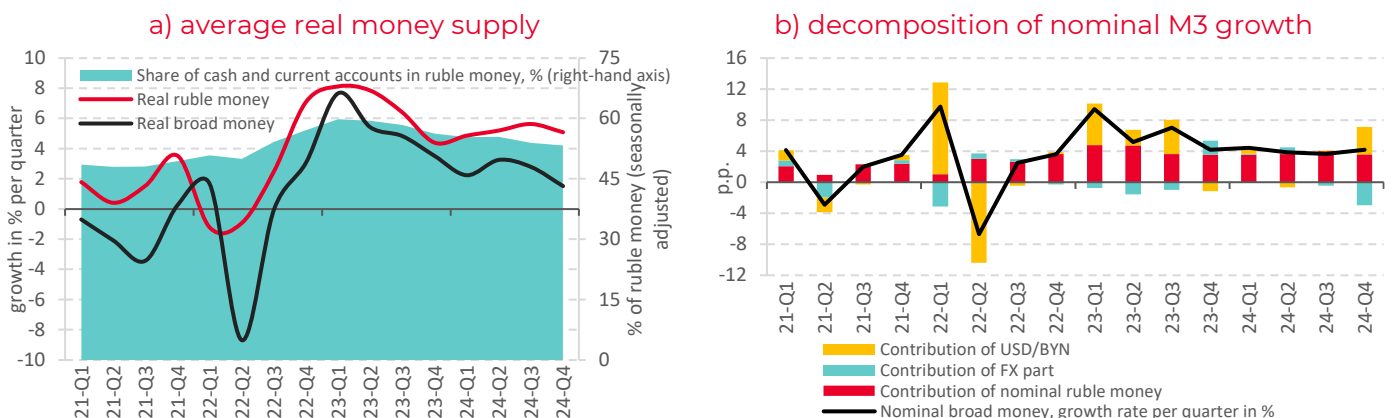 a) average real money supply
growth in % per quarter
10
8
6
4
2
0
-2
-4
-6
-8
-10
Share of cash and current accounts in ruble money, % (right-hand axis)
Real ruble money
Real broad money
75
60
45
30
15
0
% of ruble money (seasonally
adjusted)
21-Q1
21-Q2
21-Q3
21-Q4
22-Q1
22-Q2
22-Q3
22-Q4
23-Q1
23-Q2
23-Q3
23-Q4
24-Q1
24-Q2
24-Q3
24-Q4
b) decomposition of nominal M3 growth
p.p.
16
12
8
4
0
-4
-8
-12
21-Q1
21-Q2
21-Q3
21-Q4
22-Q1
22-Q2
22-Q3
22-Q4
23-Q1
23-Q2
23-Q3
23-Q4
24-Q1
24-Q2
24-Q3
24-Q4
Contribution of USD/BYN
Contribution of FX part
Contribution of nominal ruble money
Nominal broad money, growth rate per quarter in %